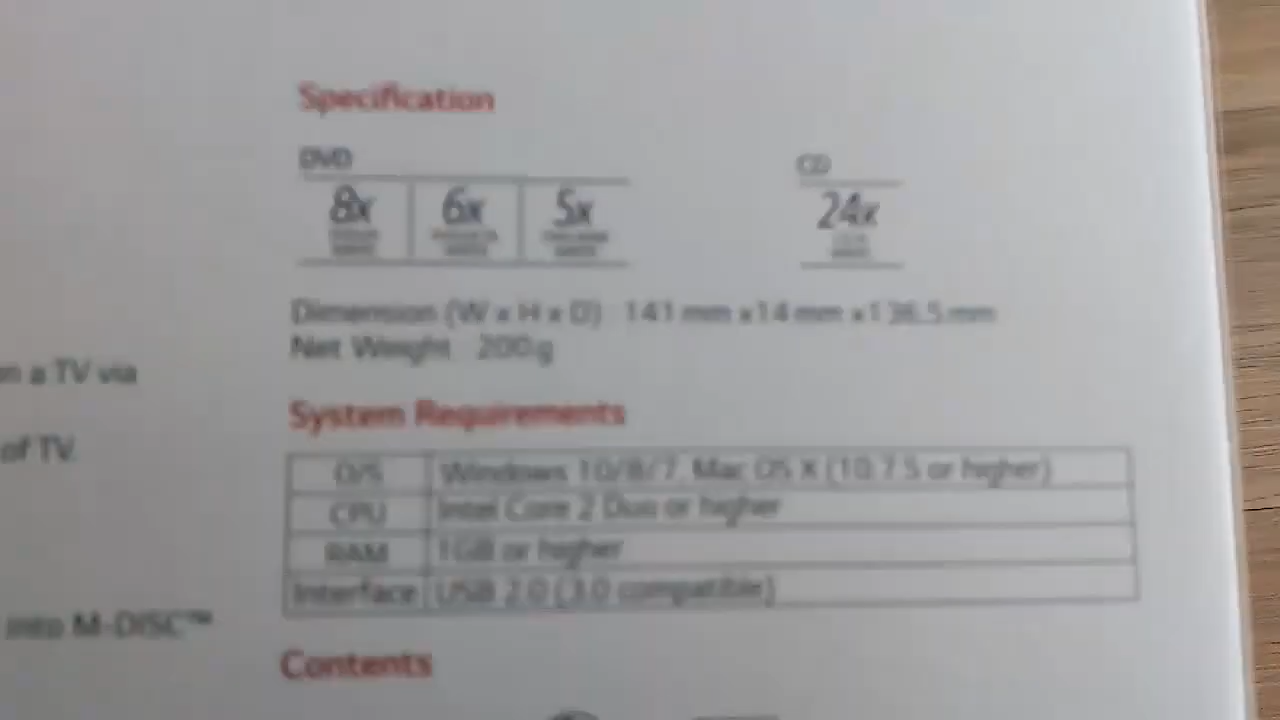 Specification
DVD
CD
8x
6x
5x
24x
Dimension (W x H x D) : 141 mm x 14 mm x 136.5 mm
Net Weight : 200g
on a TV via
System Requirements
of TV.
O/S Windows 10/8/7, Mac OS X (10.7.5 or higher)
CPU Intel Core 2 Duo or higher
RAM 1GB or higher
Interface USB 2.0 (3.0 compatible)
into M-DISC™
Contents